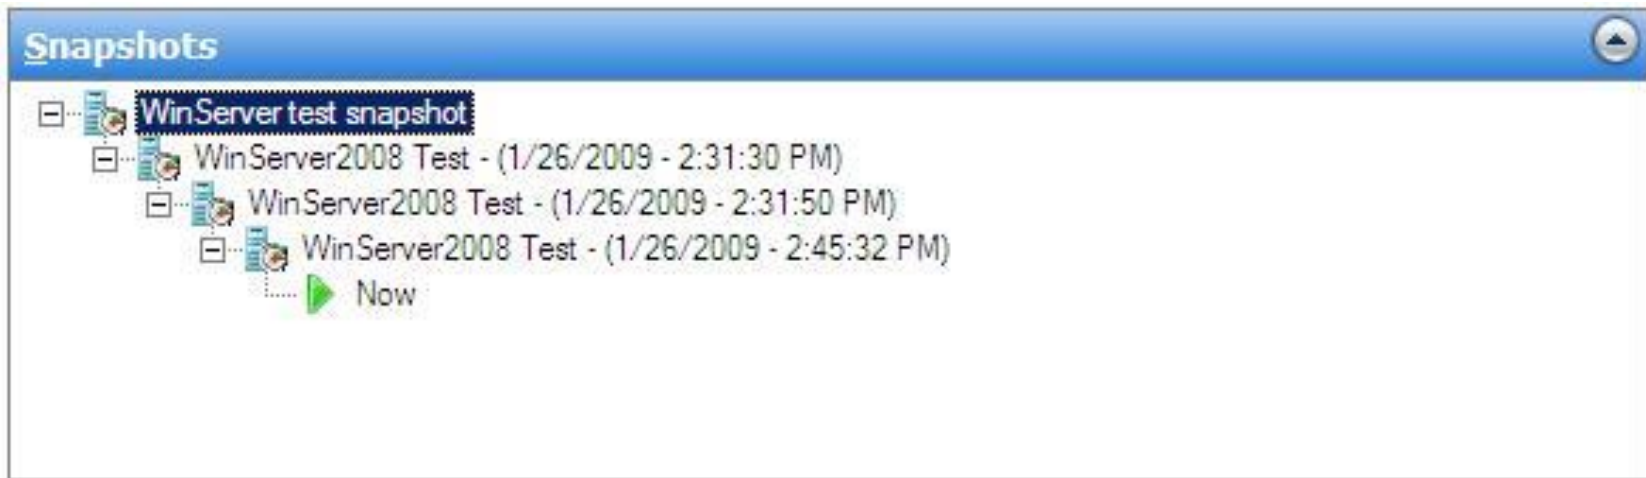 Snapshots
WinServer test snapshot
WinServer2008 Test - (1/26/2009 - 2:31:30 PM)
WinServer2008 Test - (1/26/2009 - 2:31:50 PM)
WinServer2008 Test - (1/26/2009 - 2:45:32 PM)
Now